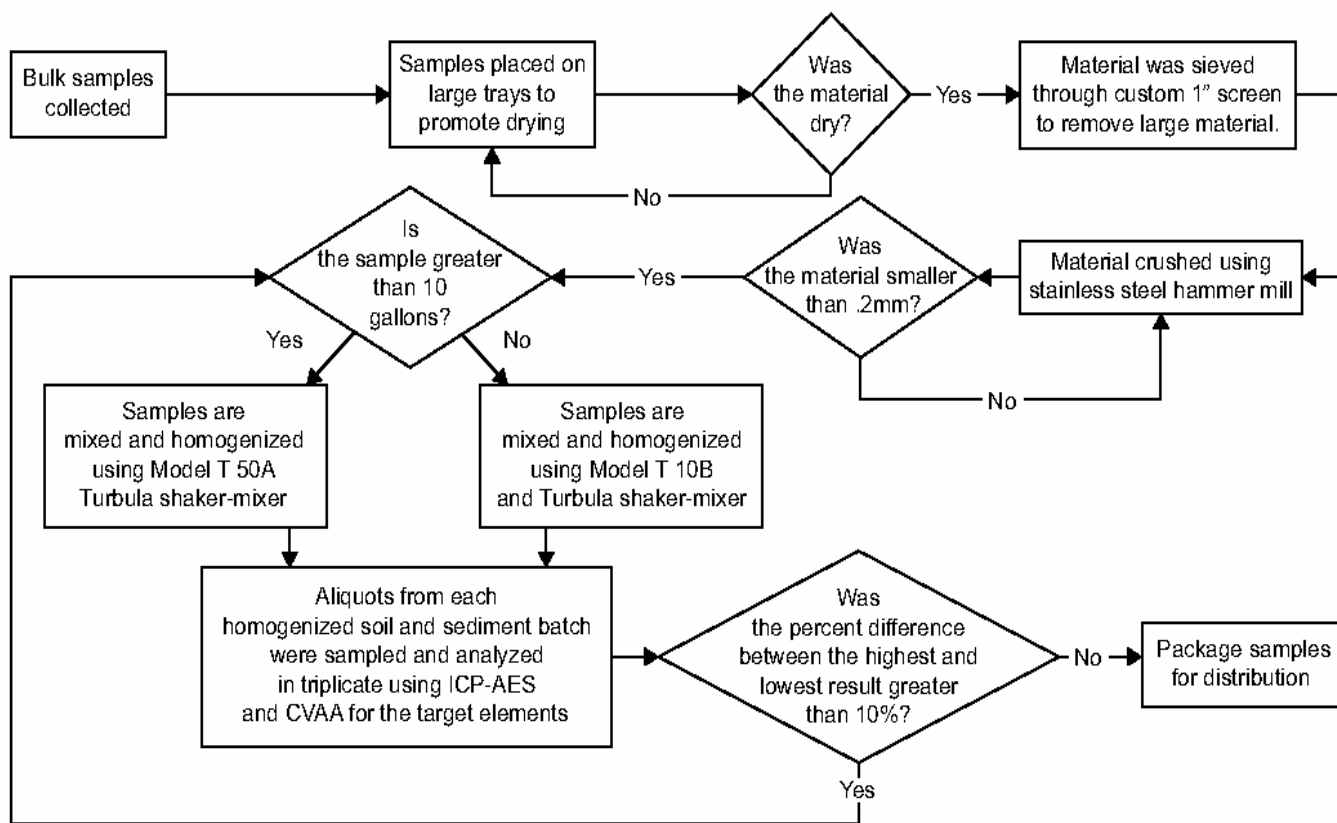 Bulk samples
collected
Samples placed on
large trays to
promote drying
Was
the material
dry?
Yes
Material was sieved
through custom 1” screen
to remove large material.
No
Is
the sample greater
than 10
gallons?
Yes
Was
the material smaller
than .2mm?
Material crushed using
stainless steel hammer mill
Yes
No
No
Samples are
mixed and homogenized
using Model T 50A
Turbula shaker-mixer
Samples are
mixed and homogenized
using Model T 10B
and Turbula shaker-mixer
Aliquots from each
homogenized soil and sediment batch
were sampled and analyzed
in triplicate using ICP-AES
and CVAA for the target elements
Was
the percent difference
between the highest and
lowest result greater
than 10%?
No
Package samples
for distribution
Yes